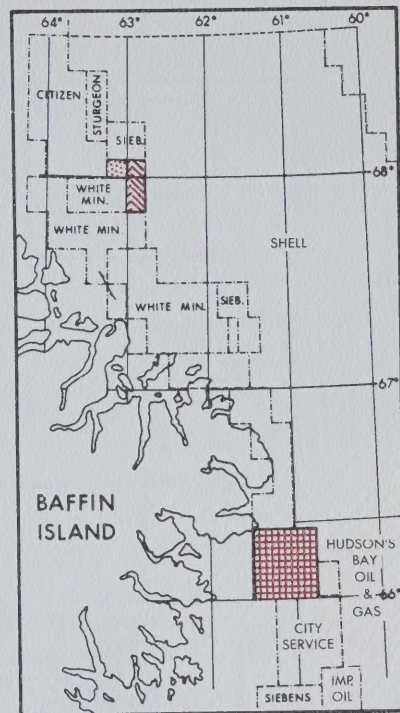 64° 63° 62° 61° 60°
CITIZEN
STURGEON
SIEB.
68°
WHITE
MIN.
WHITE MIN.
SHELL
WHITE MIN.
SIEB.
67°
BAFFIN
ISLAND
HUDSON'S
BAY
OIL
&
GAS
66°
CITY
SERVICE
SIEBENS
IMP.
OIL